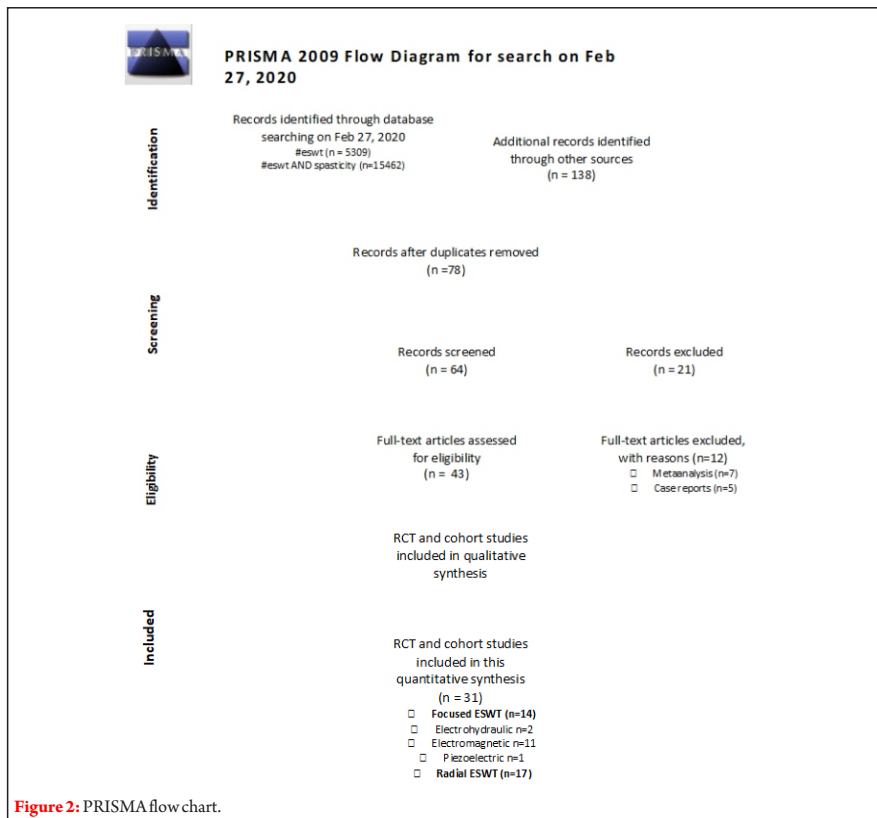 PRISMA
PRISMA 2009 Flow Diagram for search on Feb
27, 2020
Identification
Records identified through database
searching on Feb 27, 2020
#eswt (n = 5309)
#eswt AND spasticity (n=15462)
Additional records identified
through other sources
(n = 138)
Records after duplicates removed
(n =78)
Screening
Records screened
(n = 64)
Records excluded
(n = 21)
Eligibility
Full-text articles assessed
for eligibility
(n = 43)
Full-text articles excluded,
with reasons (n=12)
Metaanalysis (n=7)
Case reports (n=5)
RCT and cohort studies
included in qualitative
synthesis
Included
RCT and cohort studies
included in this
quantitative synthesis
(n = 31)
Focused ESWT (n=14)
Electrohydraulic n=2
Electromagnetic n=11
Piezoelectric n=1
Radial ESWT (n=17)
Figure 2: PRISMA flow chart.